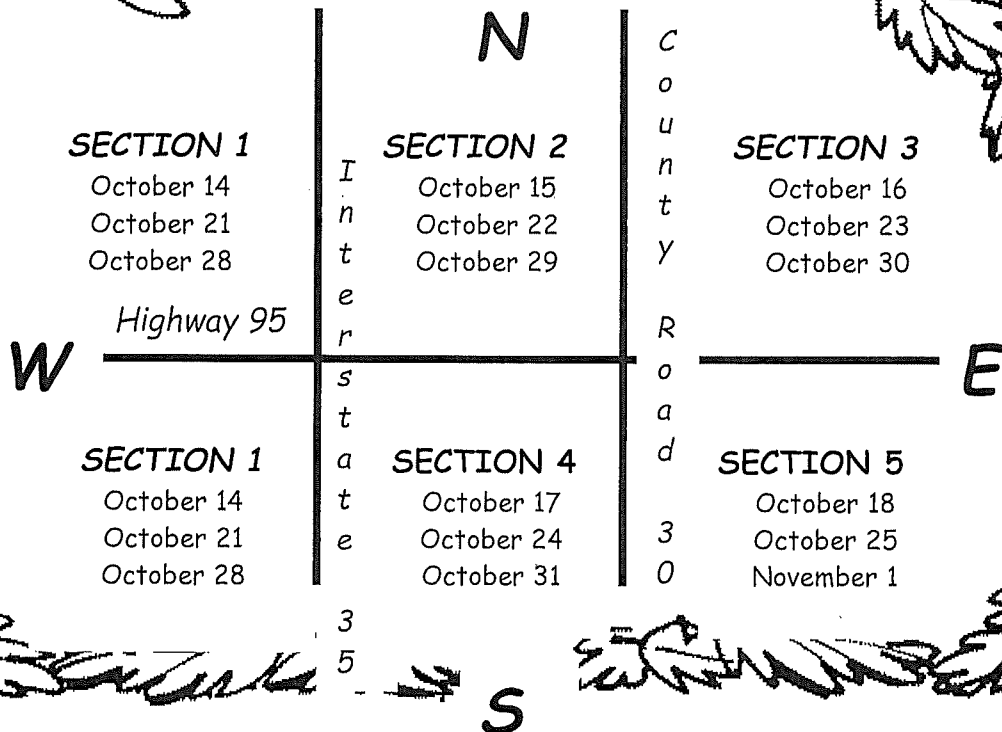 N
SECTION 1
October 14
October 21
October 28
SECTION 2
October 15
October 22
October 29
SECTION 3
October 16
October 23
October 30
Highway 95
Interstate 35
County Road 30
W
E
SECTION 1
October 14
October 21
October 28
SECTION 4
October 17
October 24
October 31
SECTION 5
October 18
October 25
November 1
S